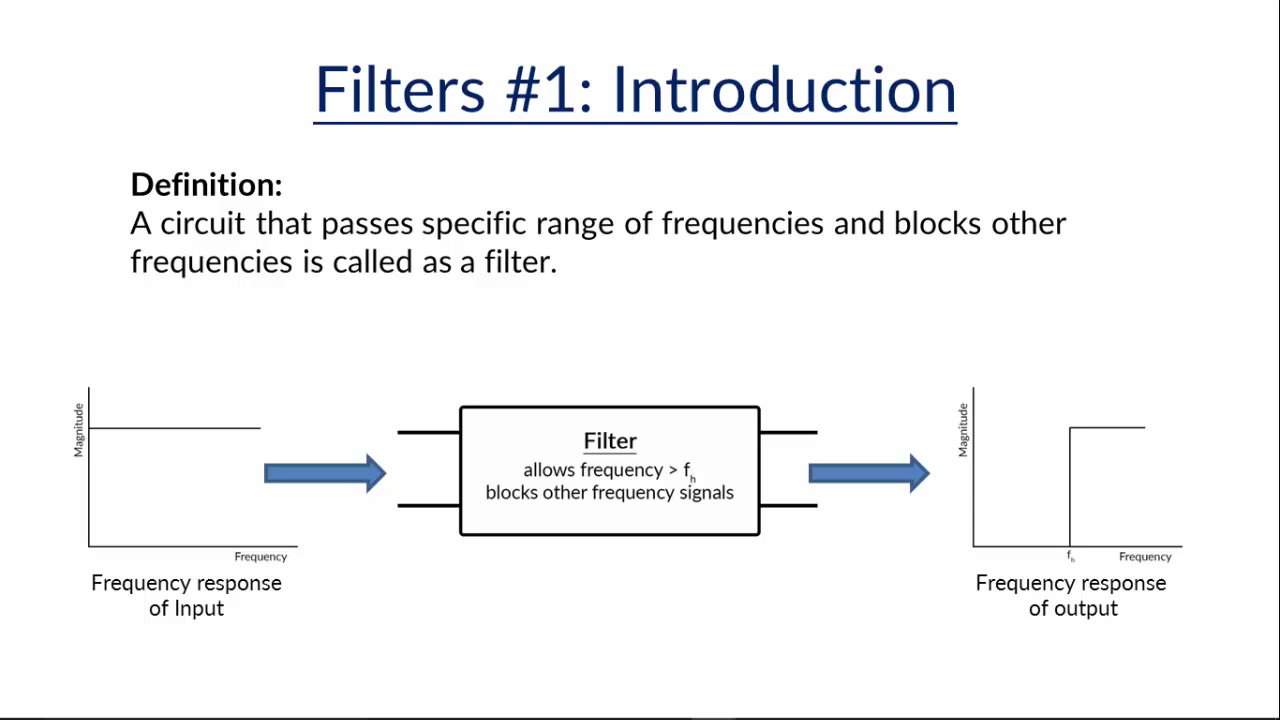 Filters #1: Introduction
Definition:
A circuit that passes specific range of frequencies and blocks other
frequencies is called as a filter.
Magnitude
Frequency
Frequency response
of Input
Filter
allows frequency > fh
blocks other frequency signals
Magnitude
fh
Frequency
Frequency response
of output